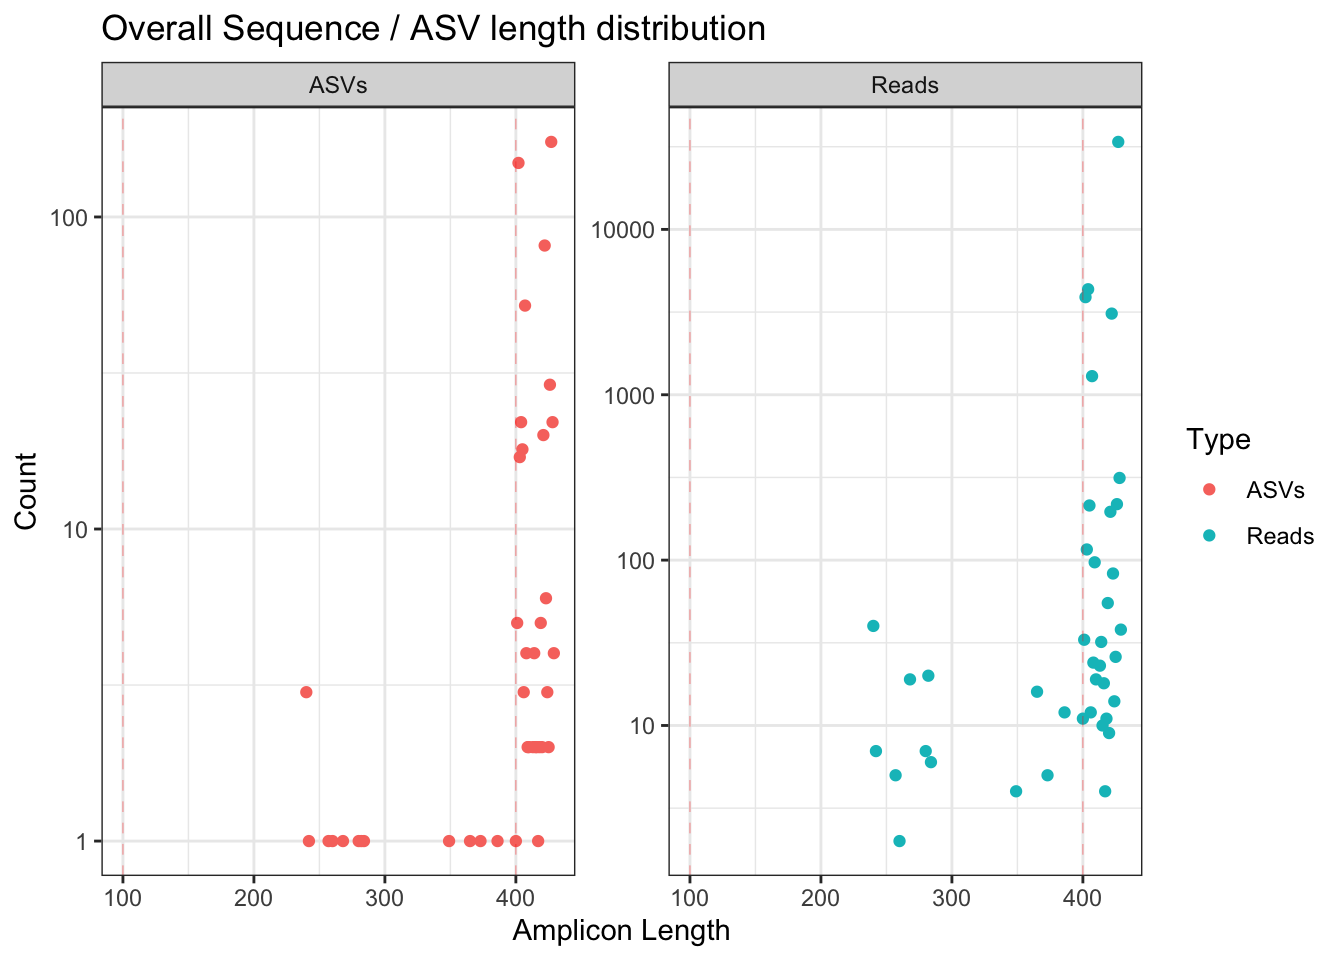 Overall Sequence / ASV length distribution
ASVs
Reads
Count
100
10
1
10000
1000
100
10
100 200 300 400
100 200 300 400
Amplicon Length
Type
ASVs
Reads